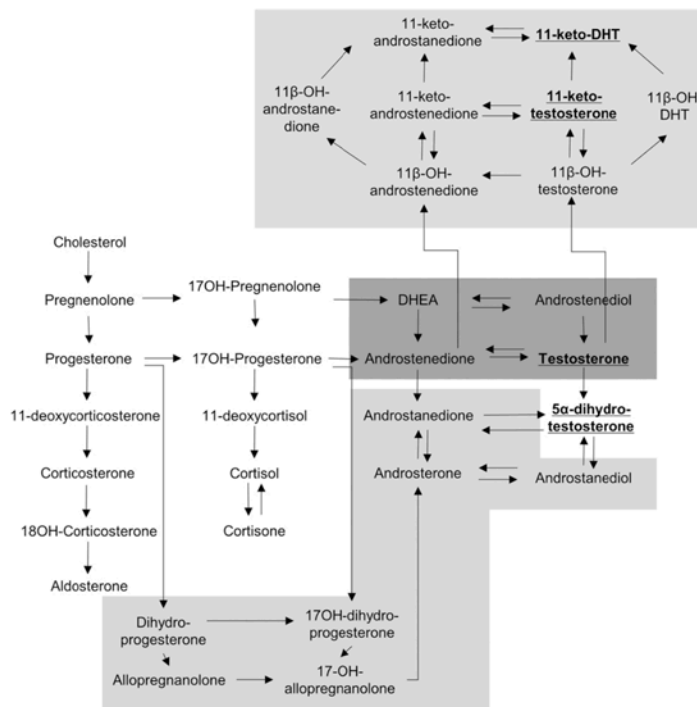 11-keto-
androstanedione
11-keto-DHT
11β-OH-
androstane-
dione
11-keto-
androstenedione
11-keto-
testosterone
11β-OH
DHT
11β-OH-
androstenedione
11β-OH-
testosterone
Cholesterol
Pregnenolone
17OH-Pregnenolone
DHEA
Androstenediol
Progesterone
17OH-Progesterone
Androstenedione
Testosterone
11-deoxycorticosterone
11-deoxycortisol
Androstanedione
5α-dihydro-
testosterone
Corticosterone
Cortisol
Androsterone
Androstanediol
18OH-Corticosterone
Cortisone
Aldosterone
Dihydro-
progesterone
17OH-dihydro-
progesterone
Allopregnanolone
17-OH-
allopregnanolone